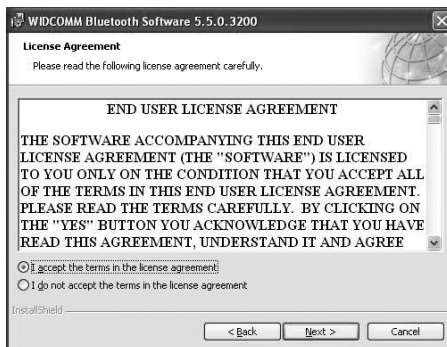 WIDCOMM Bluetooth Software 5.5.0.3200
License Agreement
Please read the following license agreement carefully.
END USER LICENSE AGREEMENT
THE SOFTWARE ACCOMPANYING THIS END USER
LICENSE AGREEMENT (THE "SOFTWARE") IS LICENSED
TO YOU ONLY ON THE CONDITION THAT YOU ACCEPT ALL
OF THE TERMS IN THIS END USER LICENSE AGREEMENT.
PLEASE READ THE TERMS CAREFULLY. BY CLICKING ON
THE "YES" BUTTON YOU ACKNOWLEDGE THAT YOU HAVE
READ THIS AGREEMENT, UNDERSTAND IT AND AGREE
I accept the terms in the license agreement
I do not accept the terms in the license agreement
InstallShield
< Back Next > Cancel